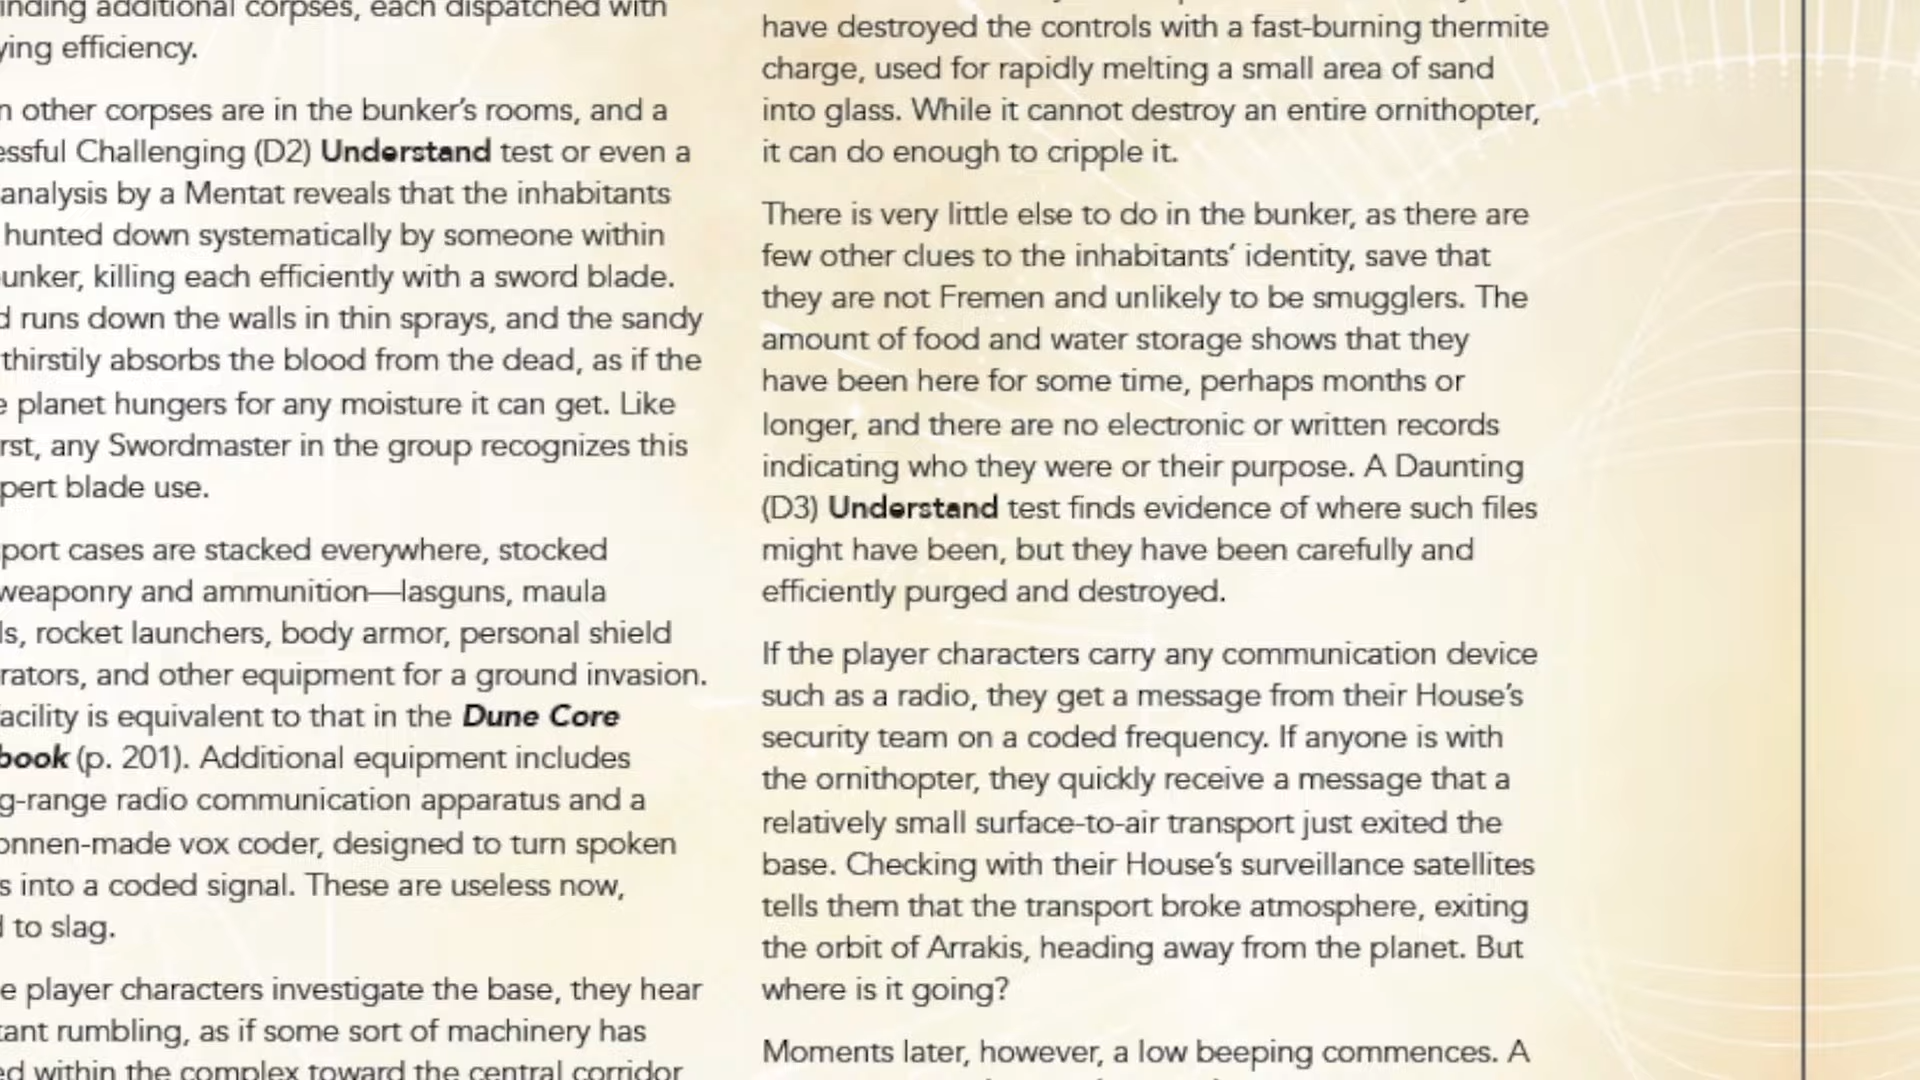 inding additional corpses, each dispatched with
ying efficiency.
n other corpses are in the bunker's rooms, and a
essful Challenging (D2) Understand test or even a
analysis by a Mentat reveals that the inhabitants
hunted down systematically by someone within
unker, killing each efficiently with a sword blade.
d runs down the walls in thin sprays, and the sandy
thirstily absorbs the blood from the dead, as if the
e planet hungers for any moisture it can get. Like
rst, any Swordmaster in the group recognizes this
pert blade use.
port cases are stacked everywhere, stocked
weaponry and ammunition—lasguns, maula
ls, rocket launchers, body armor, personal shield
rators, and other equipment for a ground invasion.
acility is equivalent to that in the Dune Core
book (p. 201). Additional equipment includes
g-range radio communication apparatus and a
onnen-made vox coder, designed to turn spoken
s into a coded signal. These are useless now,
d to slag.
e player characters investigate the base, they hear
tant rumbling, as if some sort of machinery has
ed within the complex toward the central corridor
have destroyed the controls with a fast-burning thermite
charge, used for rapidly melting a small area of sand
into glass. While it cannot destroy an entire ornithopter,
it can do enough to cripple it.
There is very little else to do in the bunker, as there are
few other clues to the inhabitants’ identity, save that
they are not Fremen and unlikely to be smugglers. The
amount of food and water storage shows that they
have been here for some time, perhaps months or
longer, and there are no electronic or written records
indicating who they were or their purpose. A Daunting
(D3) Understand test finds evidence of where such files
might have been, but they have been carefully and
efficiently purged and destroyed.
If the player characters carry any communication device
such as a radio, they get a message from their House's
security team on a coded frequency. If anyone is with
the ornithopter, they quickly receive a message that a
relatively small surface-to-air transport just exited the
base. Checking with their House's surveillance satellites
tells them that the transport broke atmosphere, exiting
the orbit of Arrakis, heading away from the planet. But
where is it going?
Moments later, however, a low beeping commences. A